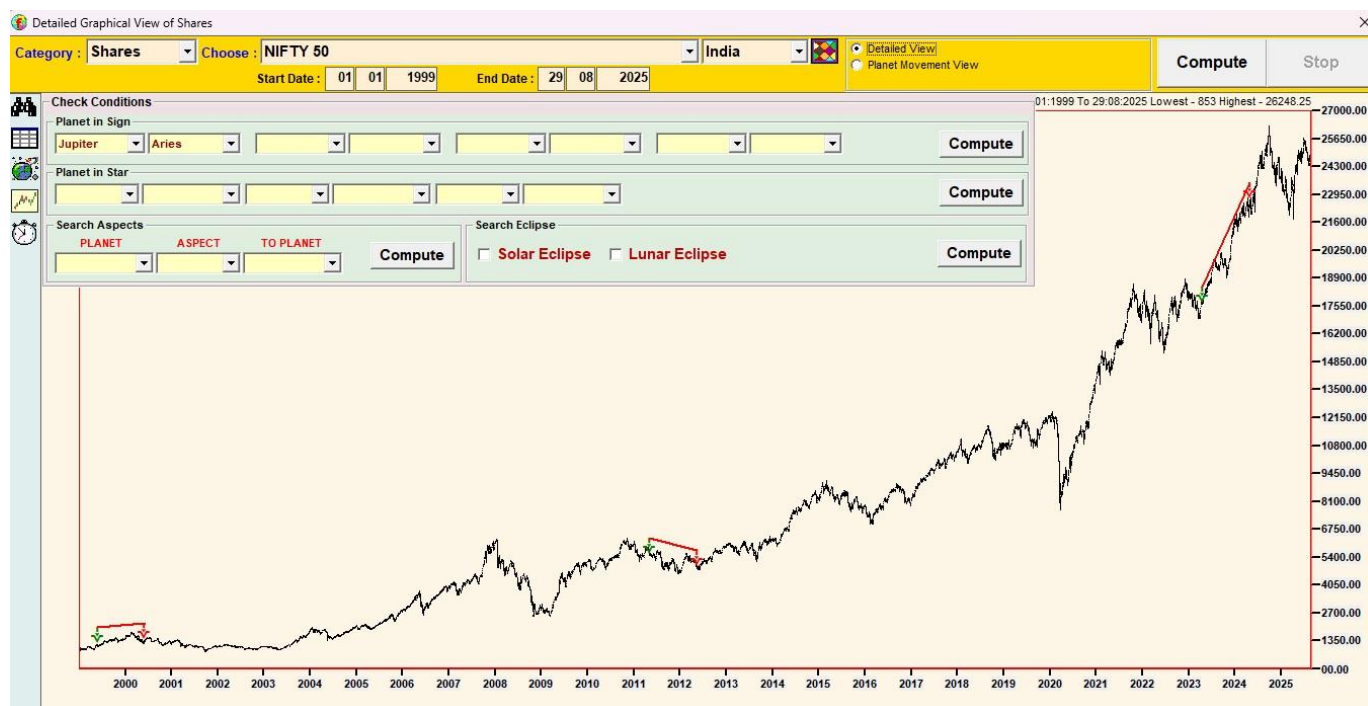 Detailed Graphical View of Shares
Category : Shares Choose : NIFTY 50 India Detailed View
Planet Movement View
Compute Stop
Start Date : 01 01 1999 End Date : 29 08 2025
Check Conditions
01:1999 To 29:08:2025 Lowest - 853 Highest - 26248.25
Planet in Sign
Jupiter Aries Compute
Planet in Star
Compute
Search Aspects
PLANET ASPECT TO PLANET
Compute
Search Eclipse
Solar Eclipse Lunar Eclipse Compute
27000.00
25650.00
24300.00
22950.00
21600.00
20250.00
18900.00
17550.00
16200.00
14850.00
13500.00
12150.00
10800.00
9450.00
8100.00
6750.00
5400.00
4050.00
2700.00
1350.00
00.00
2000 2001 2002 2003 2004 2005 2006 2007 2008 2009 2010 2011 2012 2013 2014 2015 2016 2017 2018 2019 2020 2021 2022 2023 2024 2025